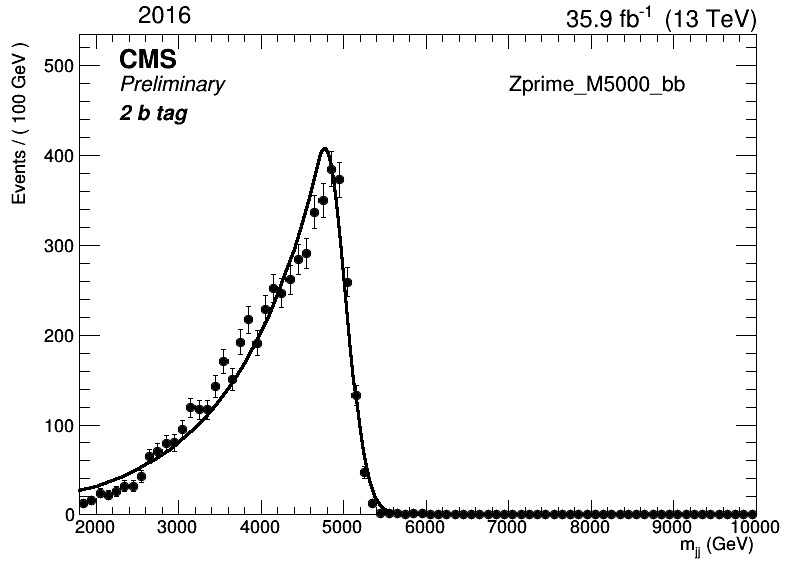 2016 35.9 fb-1 (13 TeV)
CMS
Preliminary
2 b tag
Zprime_M5000_bb
Events / ( 100 GeV )
500
400
300
200
100
0
2000 3000 4000 5000 6000 7000 8000 9000 10000
mjj (GeV)